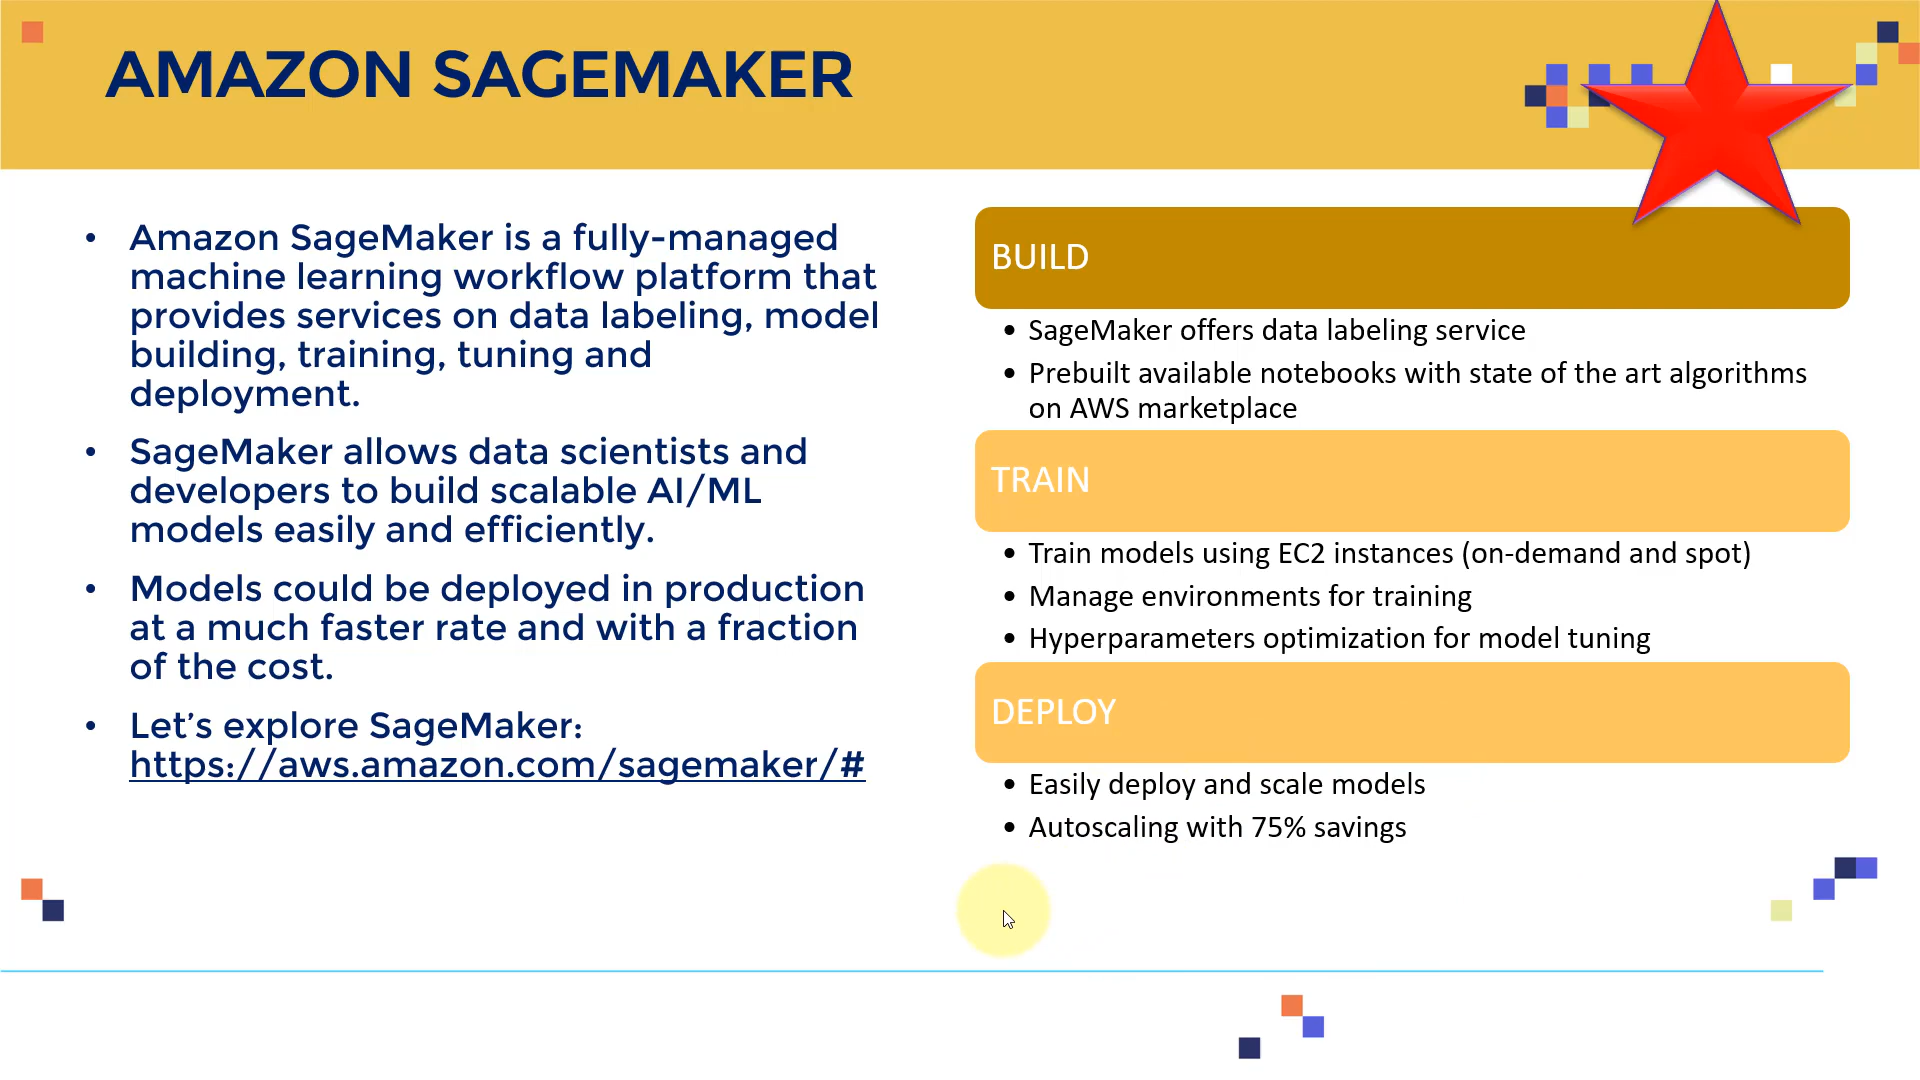 AMAZON SAGEMAKER
• Amazon SageMaker is a fully-managed
machine learning workflow platform that
provides services on data labeling, model
building, training, tuning and
deployment.
• SageMaker allows data scientists and
developers to build scalable AI/ML
models easily and efficiently.
• Models could be deployed in production
at a much faster rate and with a fraction
of the cost.
• Let’s explore SageMaker:
https://aws.amazon.com/sagemaker/#
BUILD
• SageMaker offers data labeling service
• Prebuilt available notebooks with state of the art algorithms
on AWS marketplace
TRAIN
• Train models using EC2 instances (on-demand and spot)
• Manage environments for training
• Hyperparameters optimization for model tuning
DEPLOY
• Easily deploy and scale models
• Autoscaling with 75% savings